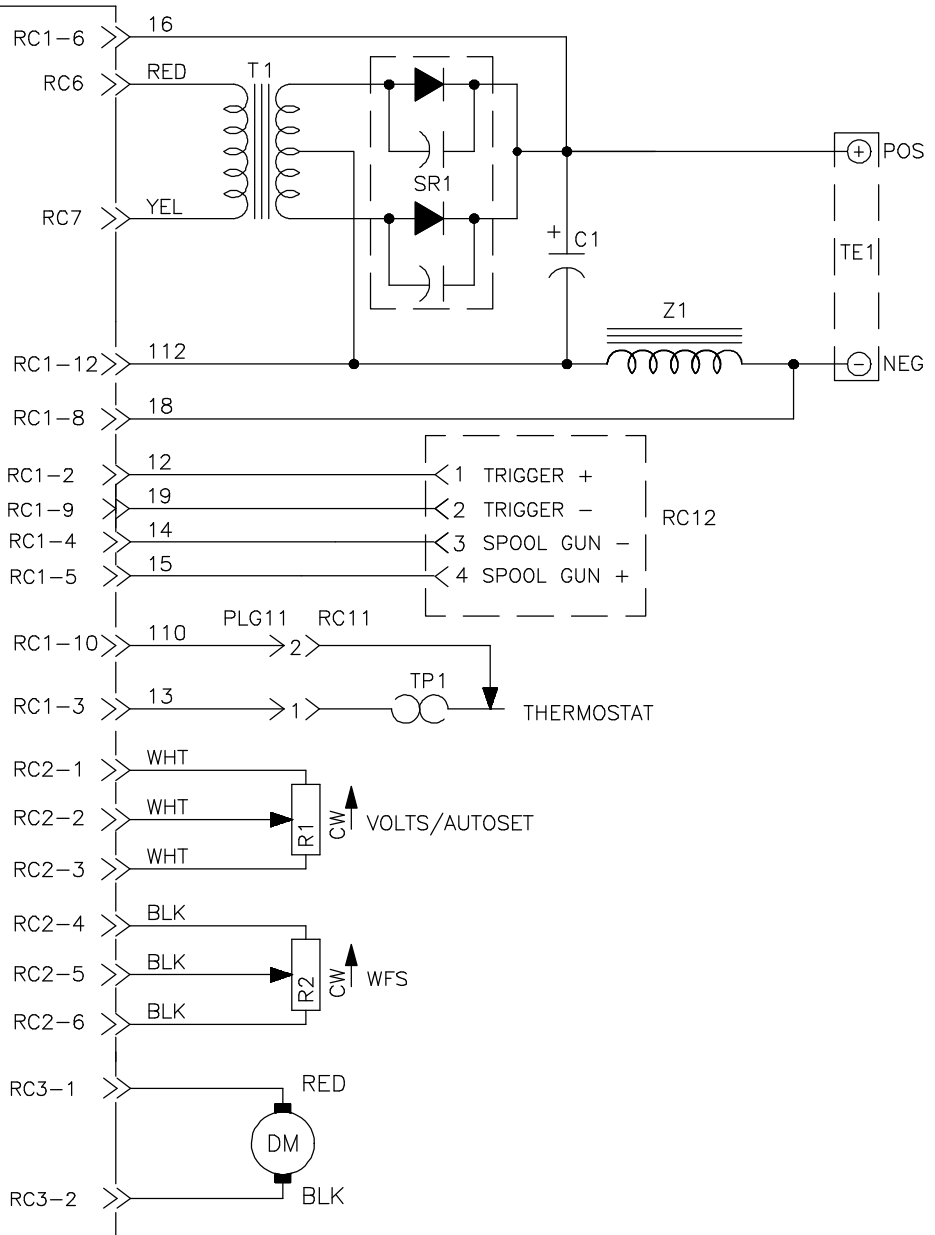 RC1-6 16
RC6 RED T1
SR1
+ POS
RC7 YEL
+ C1
TE1
Z1
RC1-12 112
- NEG
RC1-8 18
RC1-2 12 1 TRIGGER +
RC1-9 19 2 TRIGGER -
RC12
RC1-4 14 3 SPOOL GUN -
RC1-5 15 4 SPOOL GUN +
RC1-10 110 PLG11 2 RC11
RC1-3 13 1 TP1 THERMOSTAT
RC2-1 WHT
RC2-2 WHT R1 CW VOLTS/AUTOSET
RC2-3 WHT
RC2-4 BLK
RC2-5 BLK R2 CW WFS
RC2-6 BLK
RC3-1 RED
DM
RC3-2 BLK